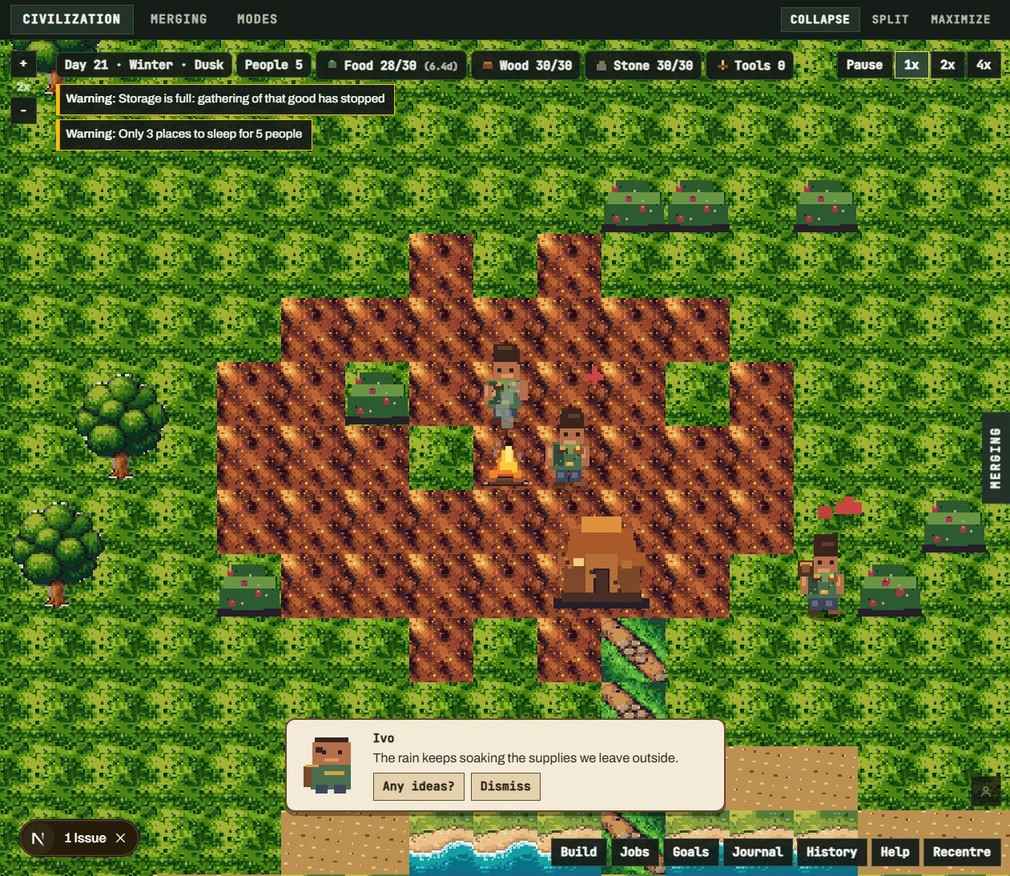 CIVILIZATION MERGING MODES COLLAPSE SPLIT MAXIMIZE
+ Day 21 · Winter · Dusk People 5 Food 28/30 (6.4d) Wood 30/30 Stone 30/30 Tools 0 Pause 1x 2x 4x
2x
-
Warning: Storage is full: gathering of that good has stopped
Warning: Only 3 places to sleep for 5 people
MERGING
Ivo
The rain keeps soaking the supplies we leave outside.
Any ideas? Dismiss
N 1 Issue
Build Jobs Goals Journal History Help Recentre